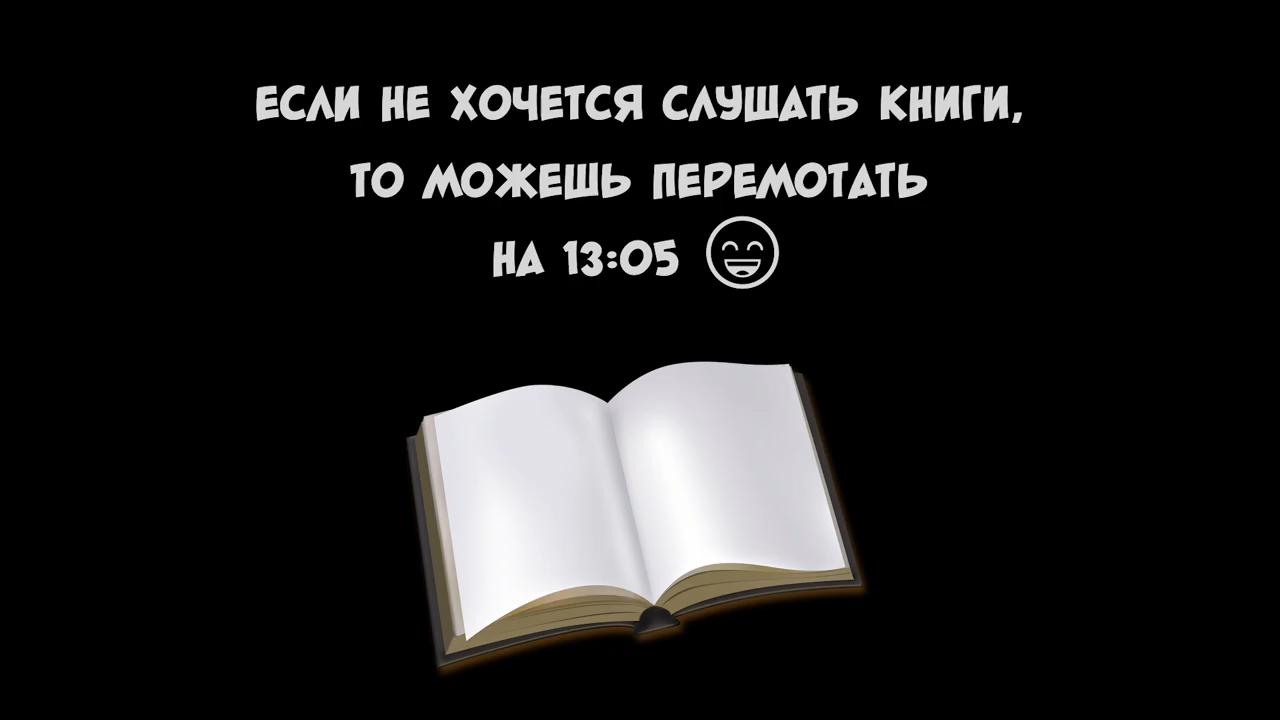 ЕСЛИ НЕ ХОЧЕТСЯ СЛУШАТЬ КНИГИ,
ТО МОЖЕШЬ ПЕРЕМОТАТЬ
НА 13:05 😄